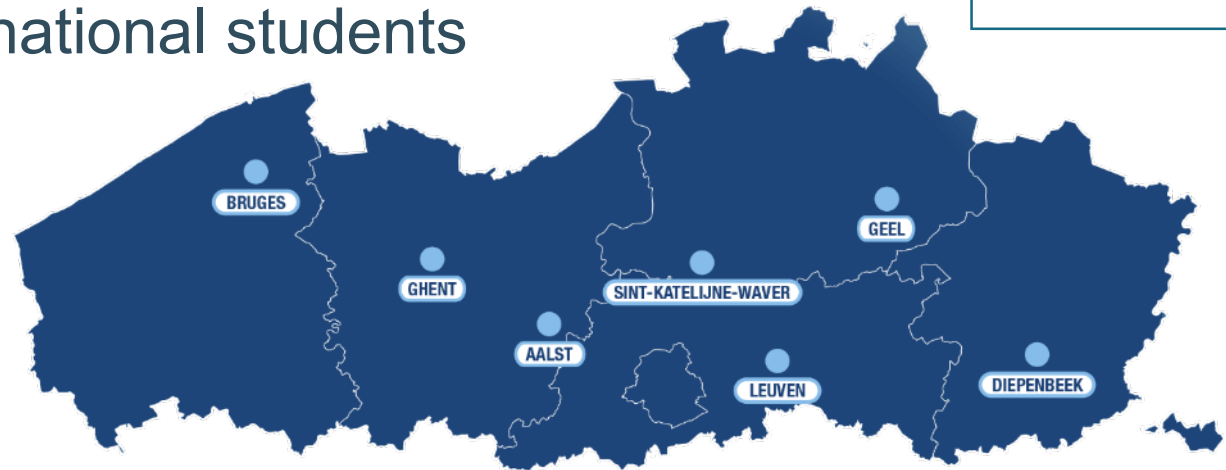 national students
BRUGES
GEEL
GHENT
SINT-KATELIJNE-WAVER
AALST
LEUVEN
DIEPENBEEK